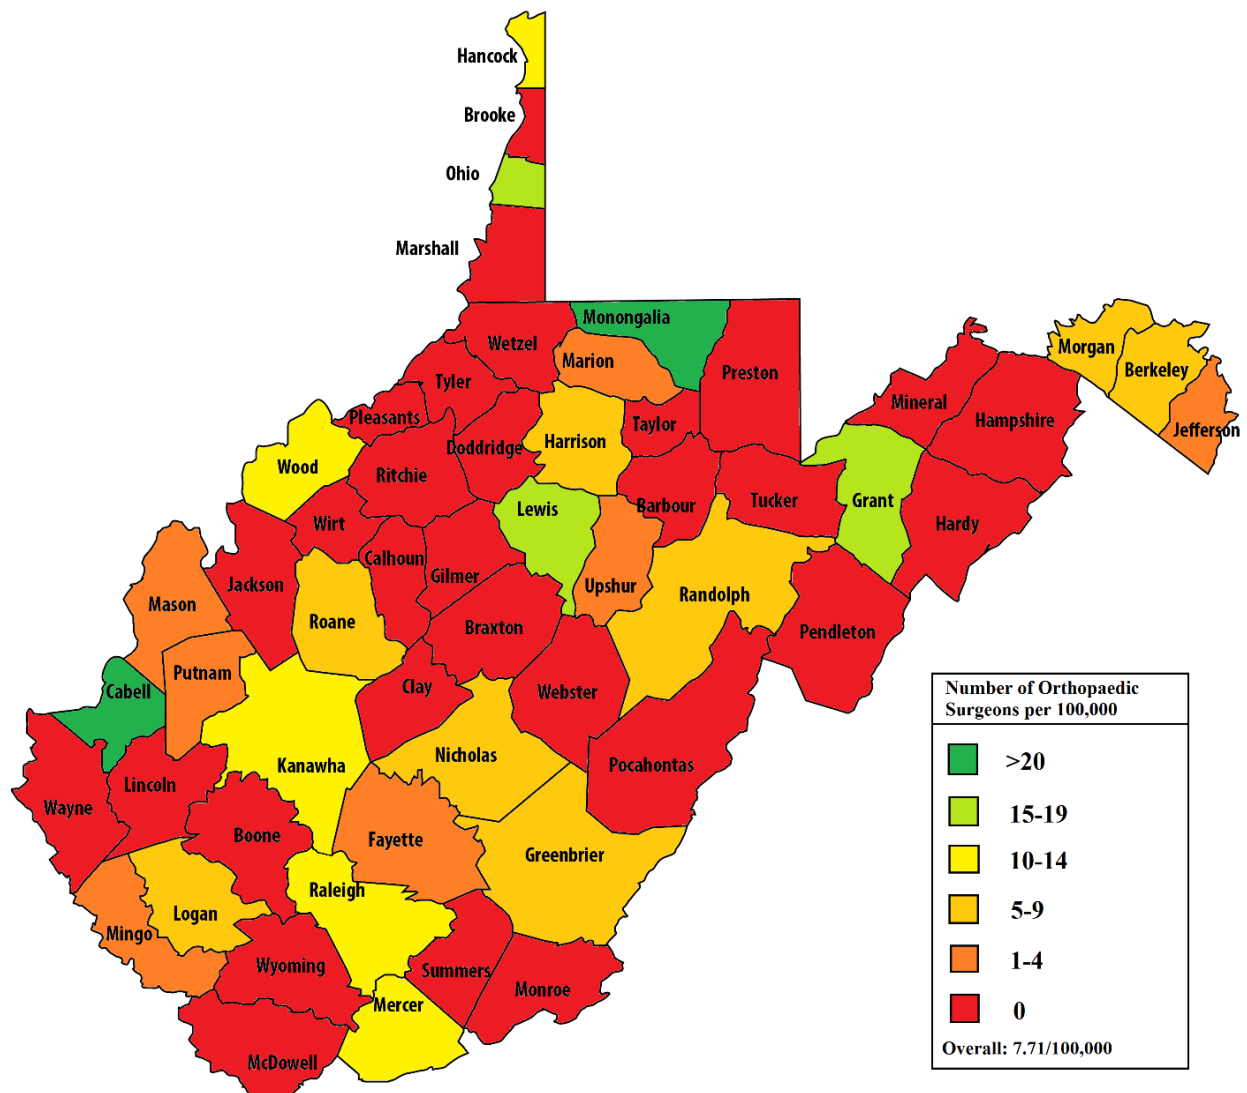 Hancock
Brooke
Ohio
Marshall
Monongalia
Wetzel
Marion
Preston
Tyler
Morgan
Berkeley
Mineral
Hampshire
Pleasants
Taylor
Jefferson
Doddridge
Harrison
Wood
Ritchie
Lewis
Barbour
Tucker
Grant
Hardy
Wirt
Calhoun
Gilmer
Jackson
Upshur
Randolph
Mason
Roane
Braxton
Pendleton
Putnam
Cabell
Clay
Webster
Nicholas
Kanawha
Pocahontas
Lincoln
Wayne
Boone
Fayette
Greenbrier
Raleigh
Logan
Mingo
Wyoming
Summers
Monroe
Mercer
McDowell
Number of Orthopaedic
Surgeons per 100,000
>20
15-19
10-14
5-9
1-4
0
Overall: 7.71/100,000